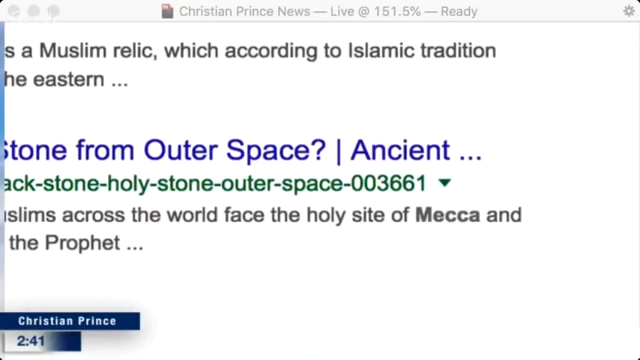 Christian Prince News — Live @ 151.5% — Ready
s a Muslim relic, which according to Islamic tradition
he eastern ...
Stone from Outer Space? | Ancient ...
ack-stone-holy-stone-outer-space-003661
uslims across the world face the holy site of Mecca and
the Prophet ...
Christian Prince
2:41